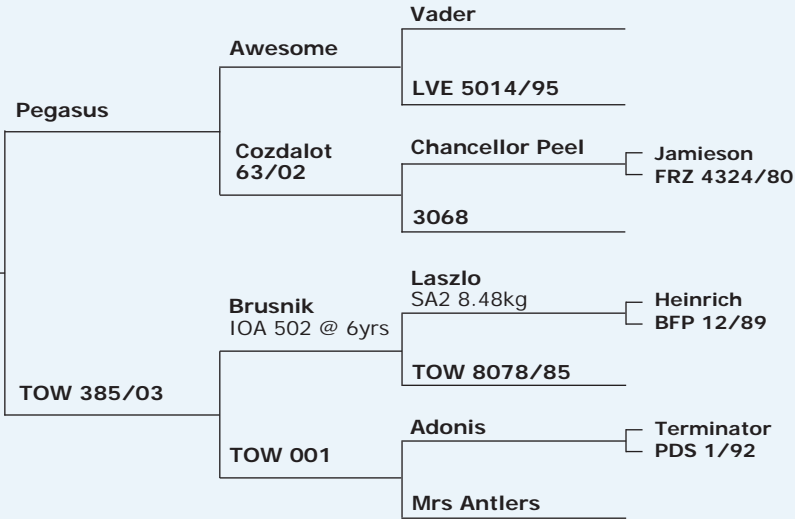 Vader
Awesome
LVE 5014/95
Pegasus
Cozdalot
63/02
Chancellor Peel
Jamieson
FRZ 4324/80
3068
Brusnik
IOA 502 @ 6yrs
Laszlo
SA2 8.48kg
Heinrich
BFP 12/89
TOW 8078/85
TOW 385/03
TOW 001
Adonis
Terminator
PDS 1/92
Mrs Antlers